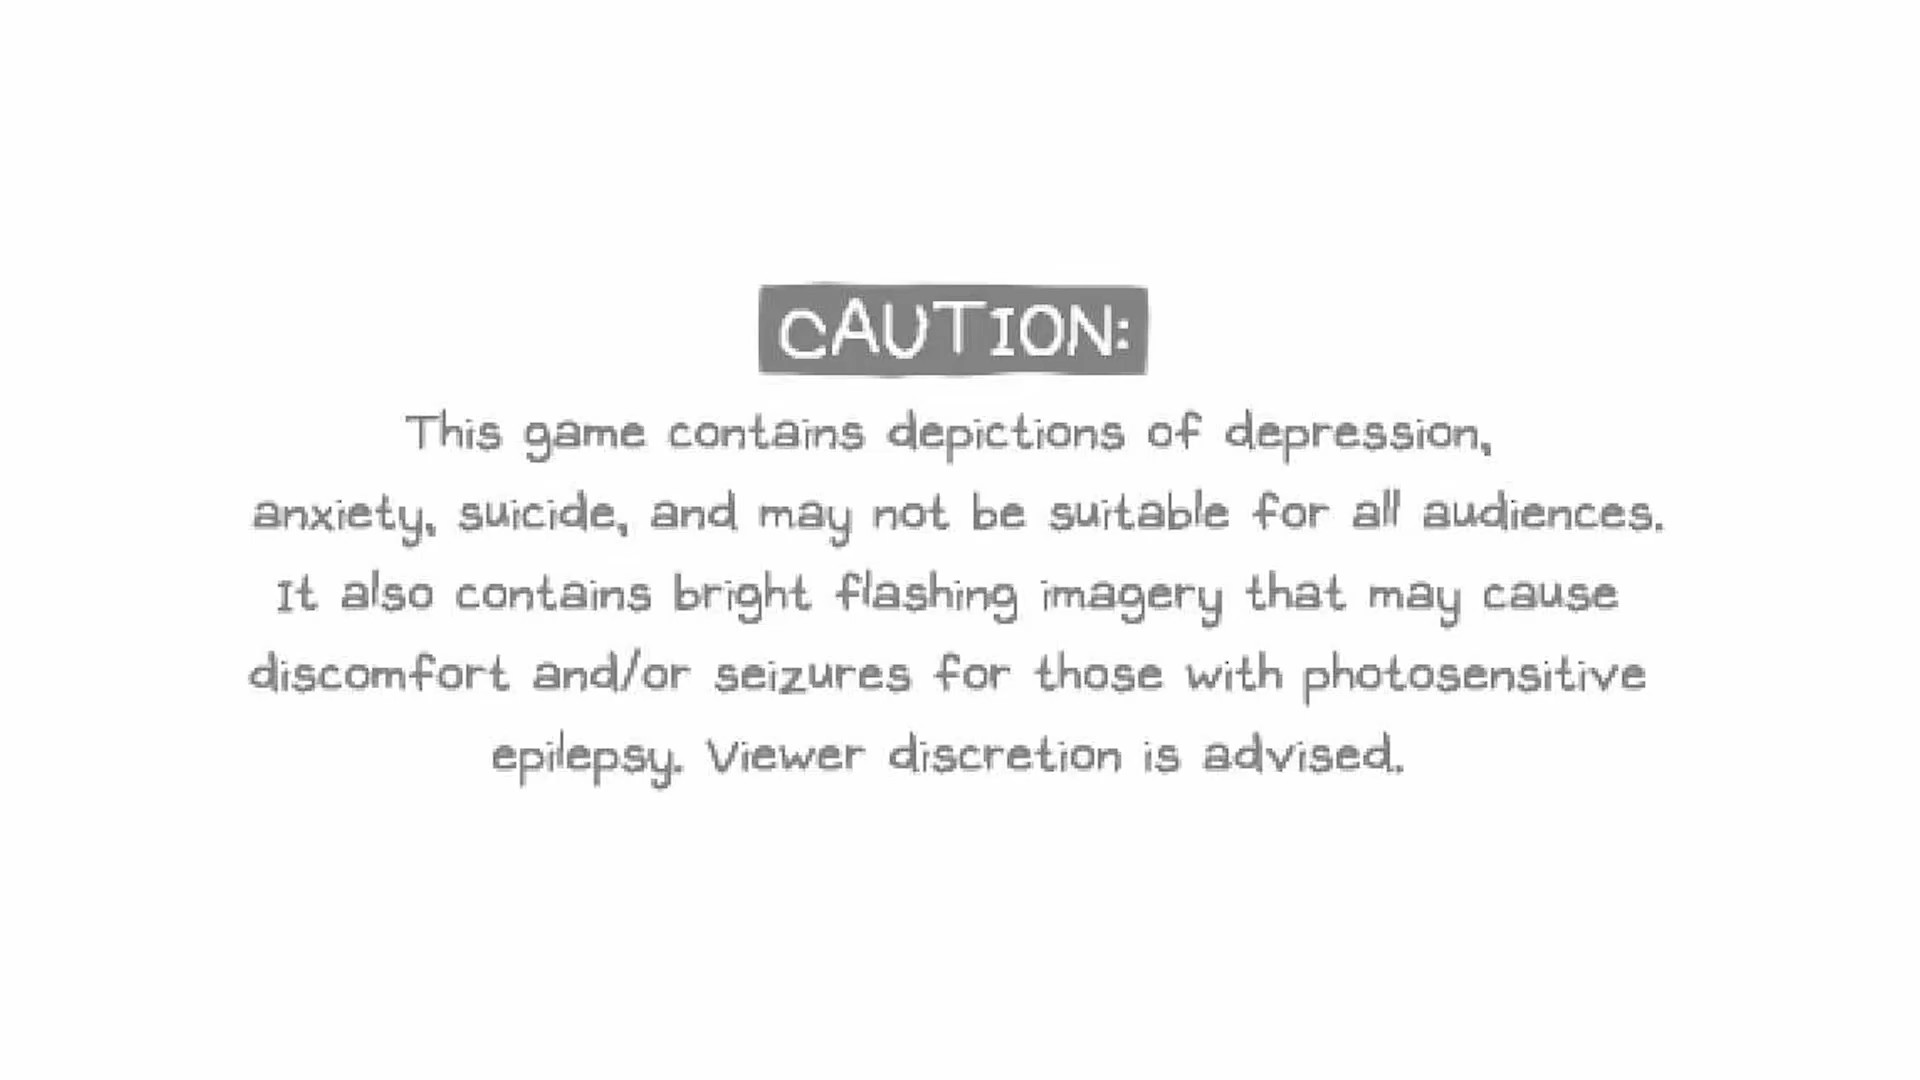 CAUTION:
This game contains depictions of depression,
anxiety, suicide, and may not be suitable for all audiences.
It also contains bright flashing imagery that may cause
discomfort and/or seizures for those with photosensitive
epilepsy. Viewer discretion is advised.